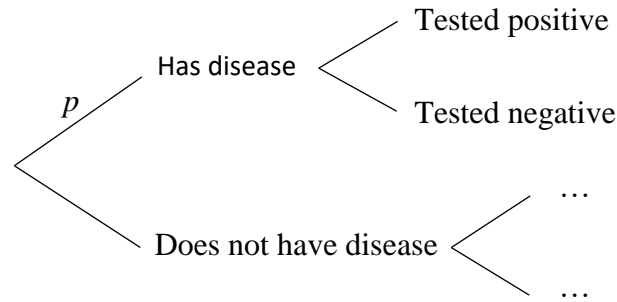 Tested positive
Has disease
p
Tested negative
…
Does not have disease
…